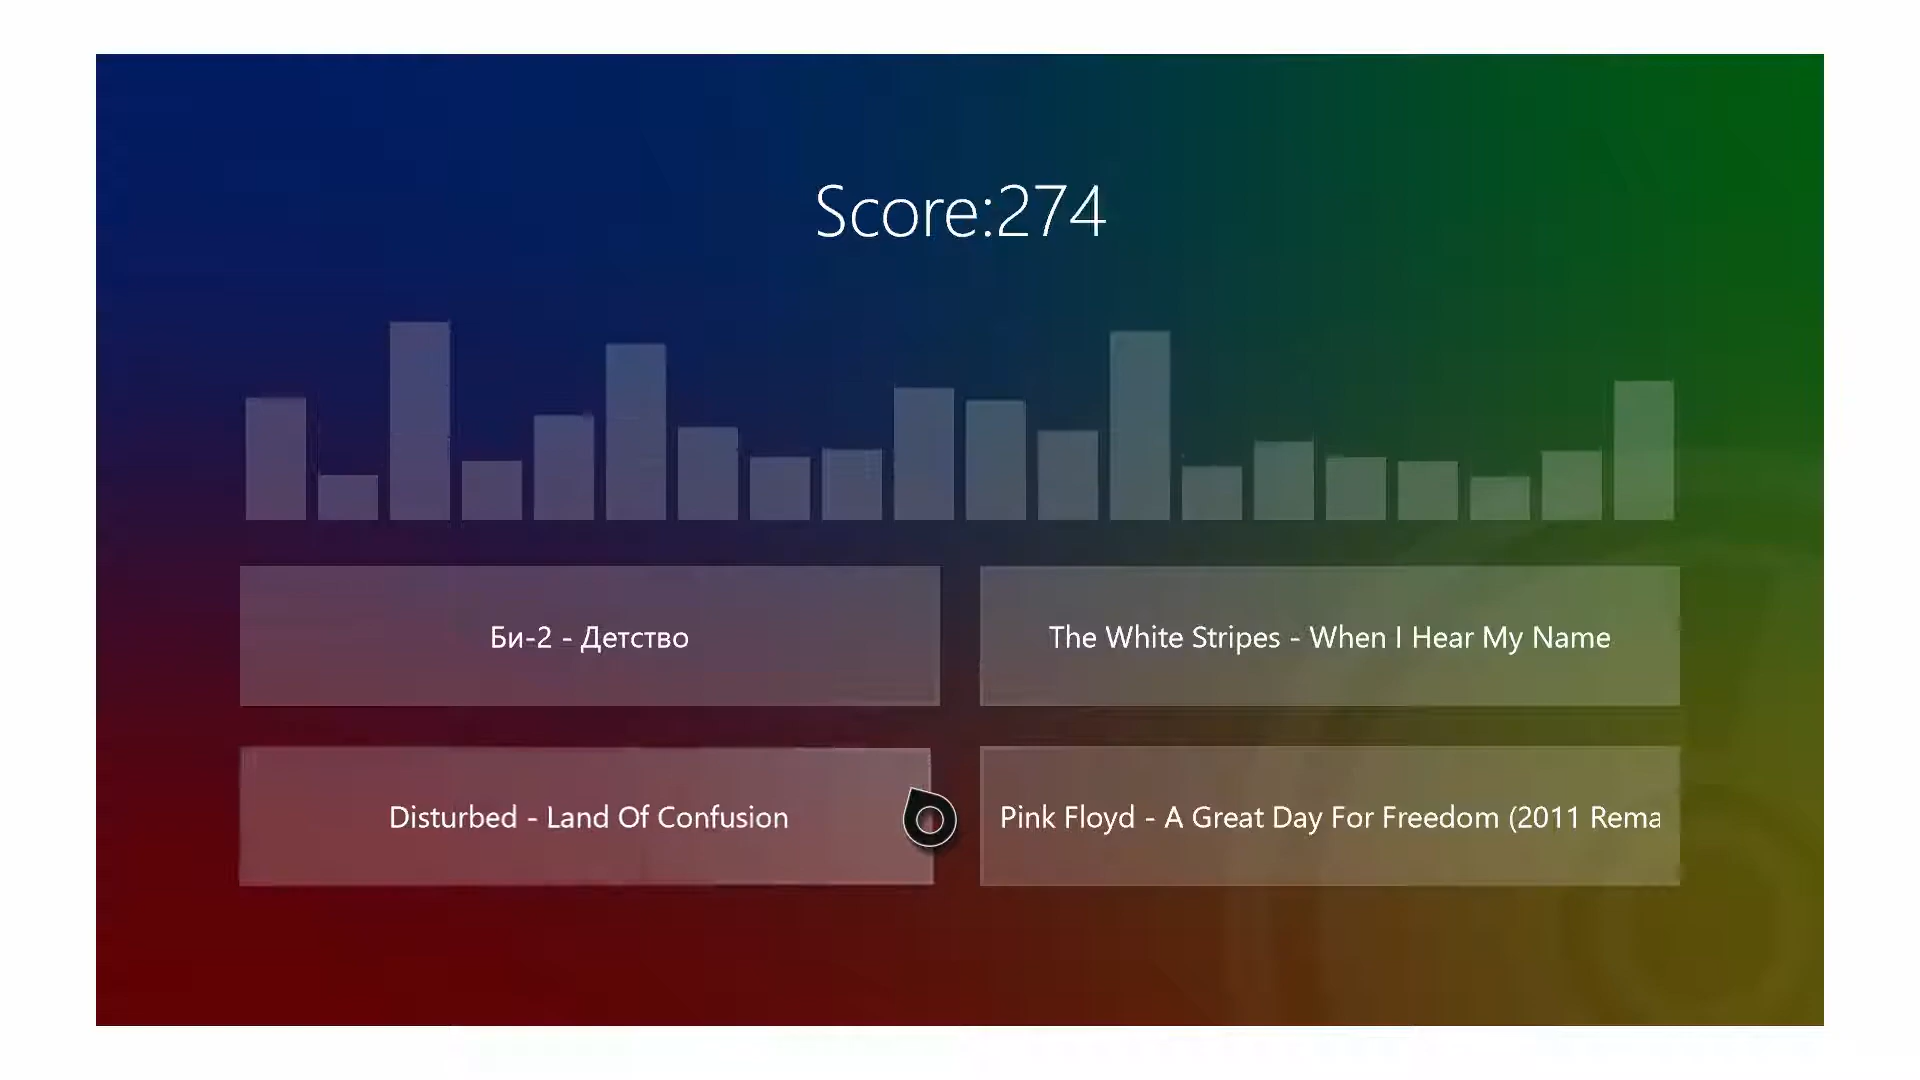 Score:274
Би-2 - Детство
The White Stripes - When I Hear My Name
Disturbed - Land Of Confusion
Pink Floyd - A Great Day For Freedom (2011 Rema